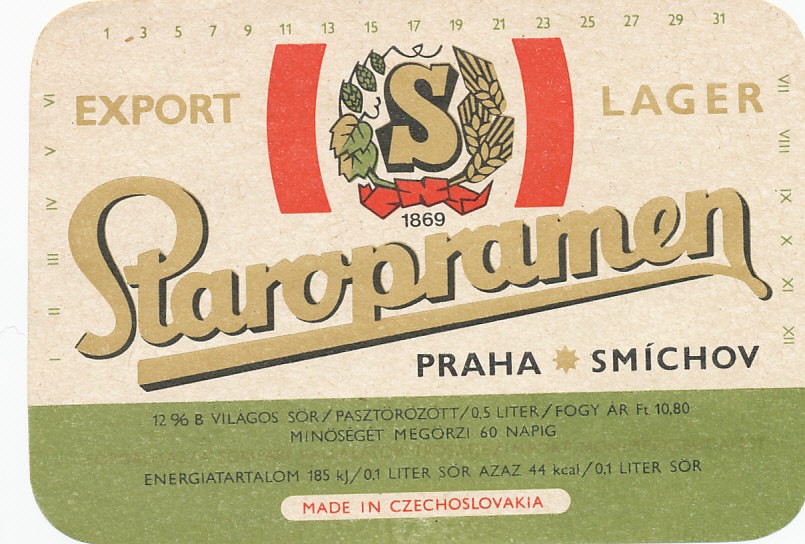 1 3 5 7 9 11 13 15 17 19 21 23 25 27 29 31
I II III IV V VI
VII VIII IX X XI XII
EXPORT
S
LAGER
1869
Staropramen
PRAHA SMÍCHOV
12 % B VILAGOS SÖR / PASZTÖRÖZÖTT / 0,5 LITER / FOGY ÁR Ft 10,80
MINŐSÉGÉT MEGŐRZI 60 NAPIG
ENERGIATARTALOM 185 kJ / 0,1 LITER SÖR AZAZ 44 kcal / 0,1 LITER SÖR
MADE IN CZECHOSLOVAKiA